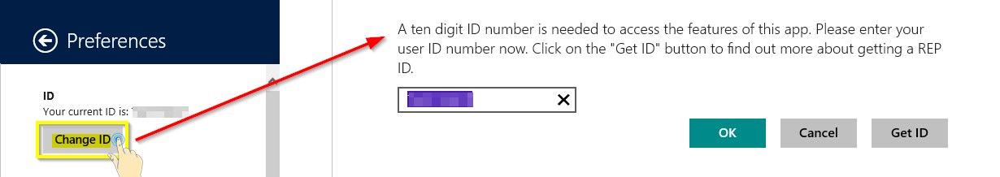 Preferences
ID
Your current ID is:
Change ID
A ten digit ID number is needed to access the features of this app. Please enter your
user ID number now. Click on the "Get ID" button to find out more about getting a REP
ID.
OK
Cancel
Get ID